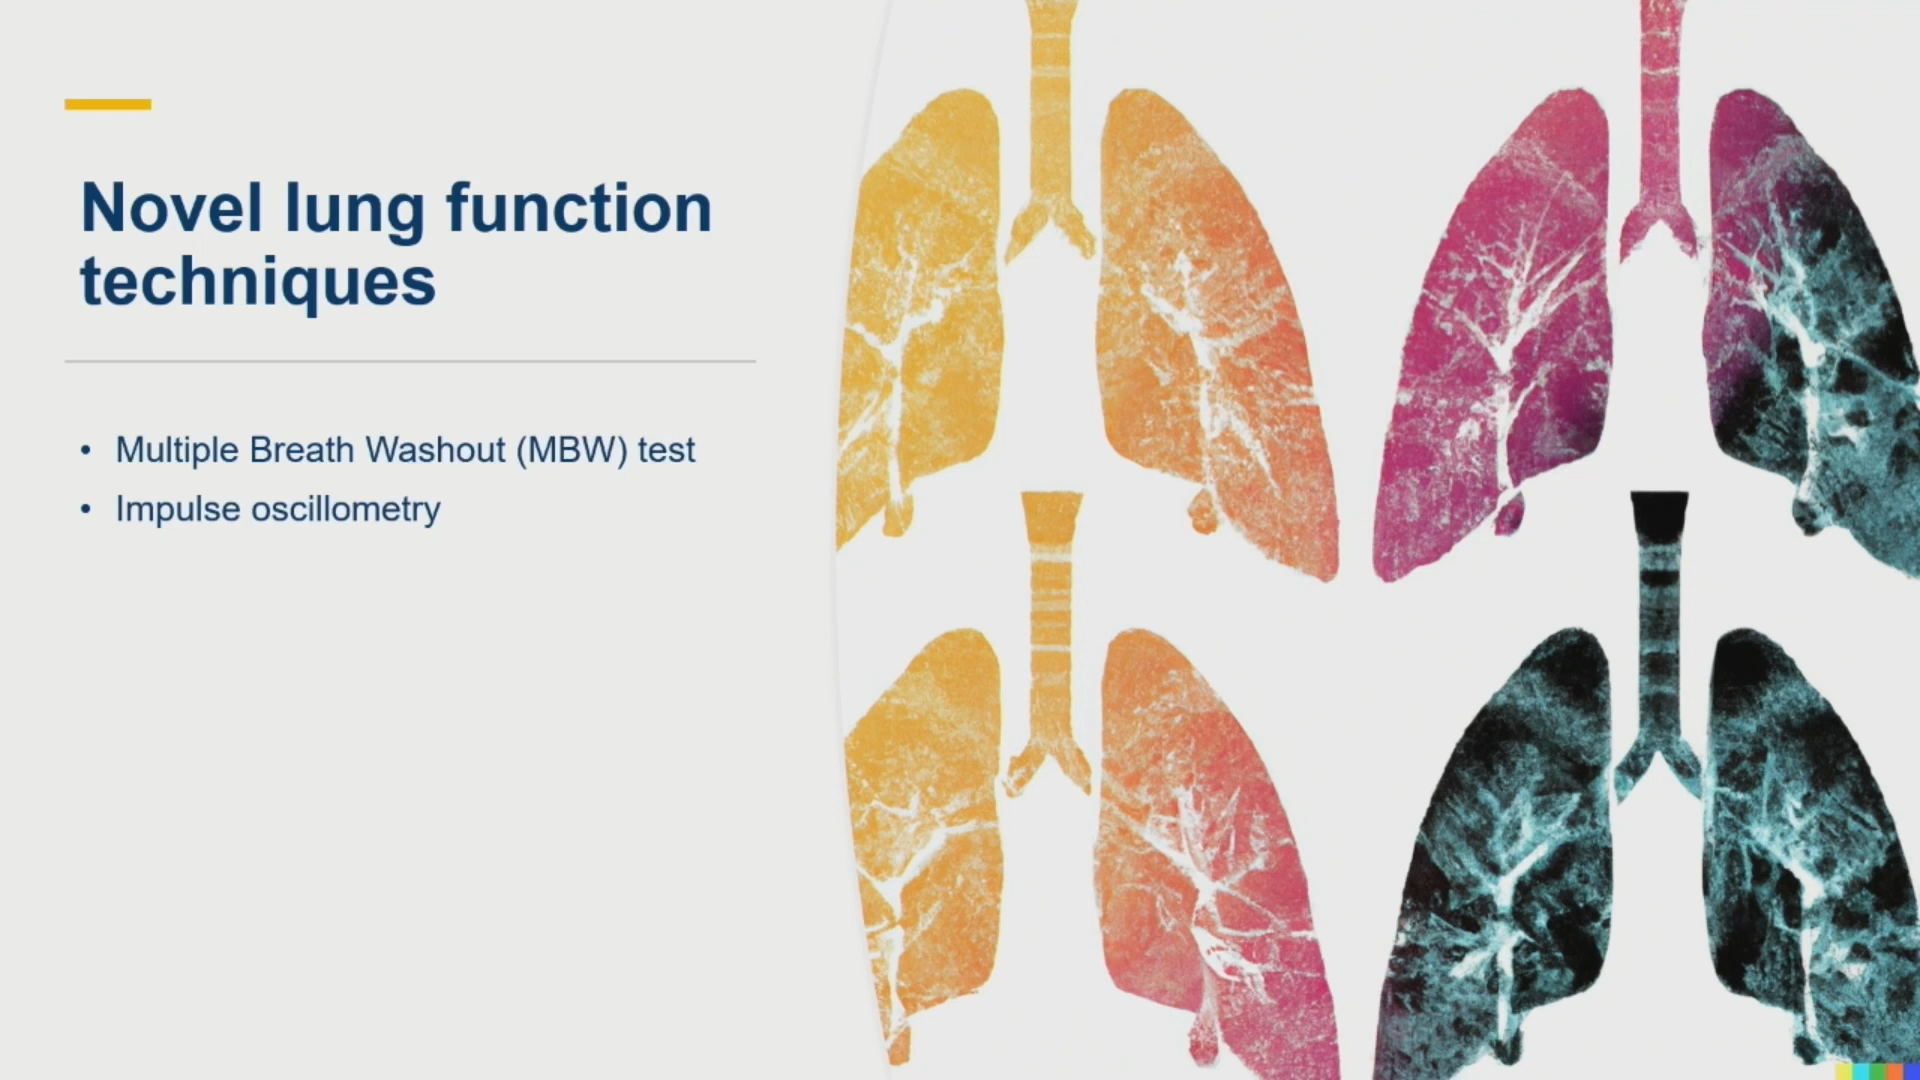 Novel lung function
techniques
• Multiple Breath Washout (MBW) test
• Impulse oscillometry